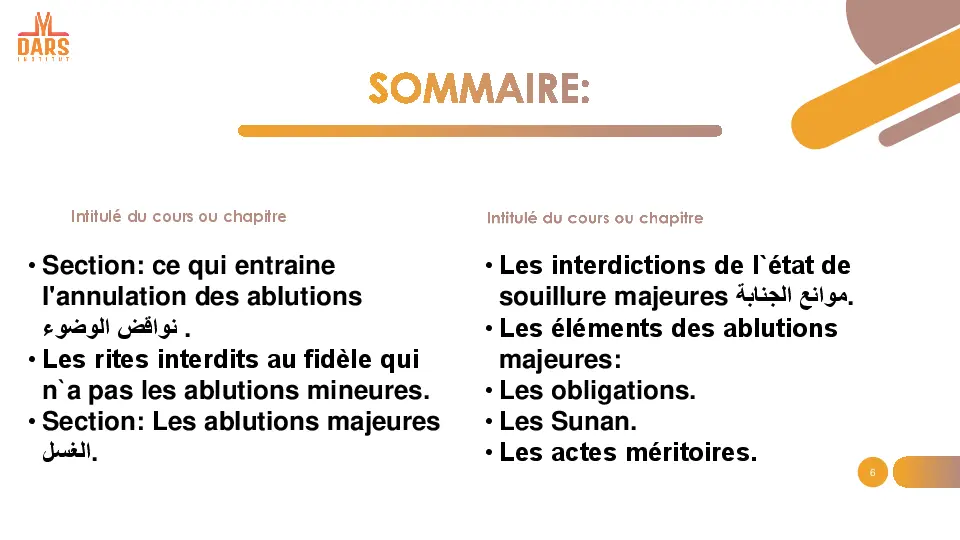 DARS
INSTITUT
SOMMAIRE:
Intitulé du cours ou chapitre
• Section: ce qui entraine
l'annulation des ablutions
نواقض الوضوء .
• Les rites interdits au fidèle qui
n`a pas les ablutions mineures.
• Section: Les ablutions majeures
الغسل.
Intitulé du cours ou chapitre
• Les interdictions de l`état de
souillure majeures موانع الجنابة.
• Les éléments des ablutions
majeures:
• Les obligations.
• Les Sunan.
• Les actes méritoires.
6